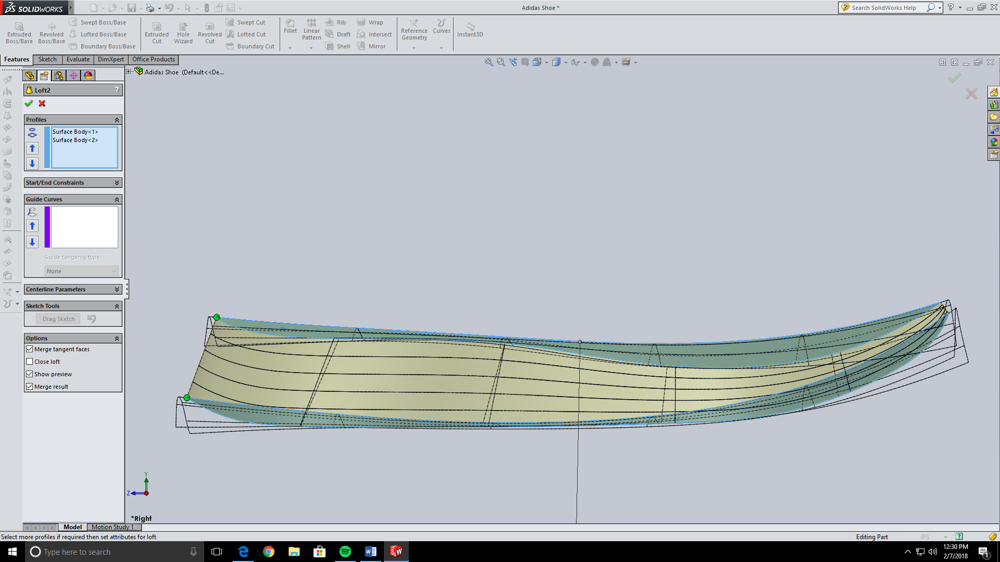 SOLIDWORKS
Adidas Shoe *
Search SolidWorks Help
Extruded Boss/Base
Revolved Boss/Base
Swept Boss/Base
Lofted Boss/Base
Boundary Boss/Base
Extruded Cut
Hole Wizard
Revolved Cut
Swept Cut
Lofted Cut
Boundary Cut
Fillet
Linear Pattern
Rib
Draft
Shell
Wrap
Intersect
Mirror
Reference Geometry
Curves
Instant3D
Features
Sketch
Evaluate
DimXpert
Office Products
Adidas Shoe (Default<<De...
Loft2
?
Profiles
Surface Body<1>
Surface Body<2>
Start/End Constraints
Guide Curves
Guide tangency type:
None
Centerline Parameters
Sketch Tools
Drag Sketch
Options
Merge tangent faces
Close loft
Show preview
Merge result
Y
Z
*Right
Model
Motion Study 1
Select more profiles if required then set attributes for loft
Editing Part
IPS
?
Type here to search
12:30 PM
2/7/2018
1